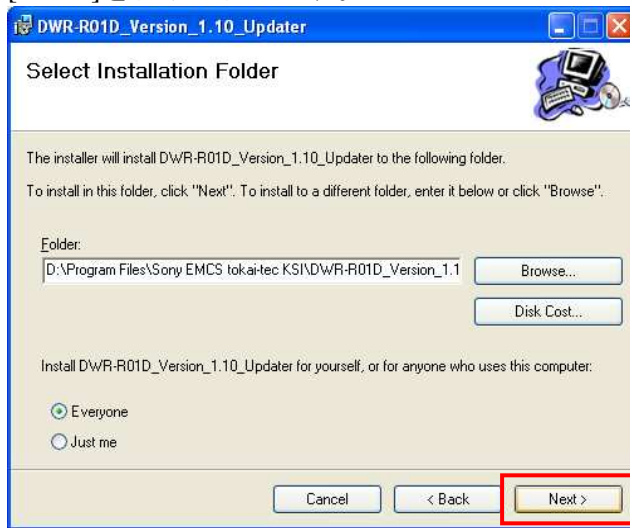 DWR-R01D_Version_1.10_Updater
Select Installation Folder
The installer will install DWR-R01D_Version_1.10_Updater to the following folder.
To install in this folder, click "Next". To install to a different folder, enter it below or click "Browse".
Folder:
D:\Program Files\Sony EMCS tokai-tec KSI\DWR-R01D_Version_1.1
Browse...
Disk Cost...
Install DWR-R01D_Version_1.10_Updater for yourself, or for anyone who uses this computer:
Everyone
Just me
Cancel
< Back
Next >